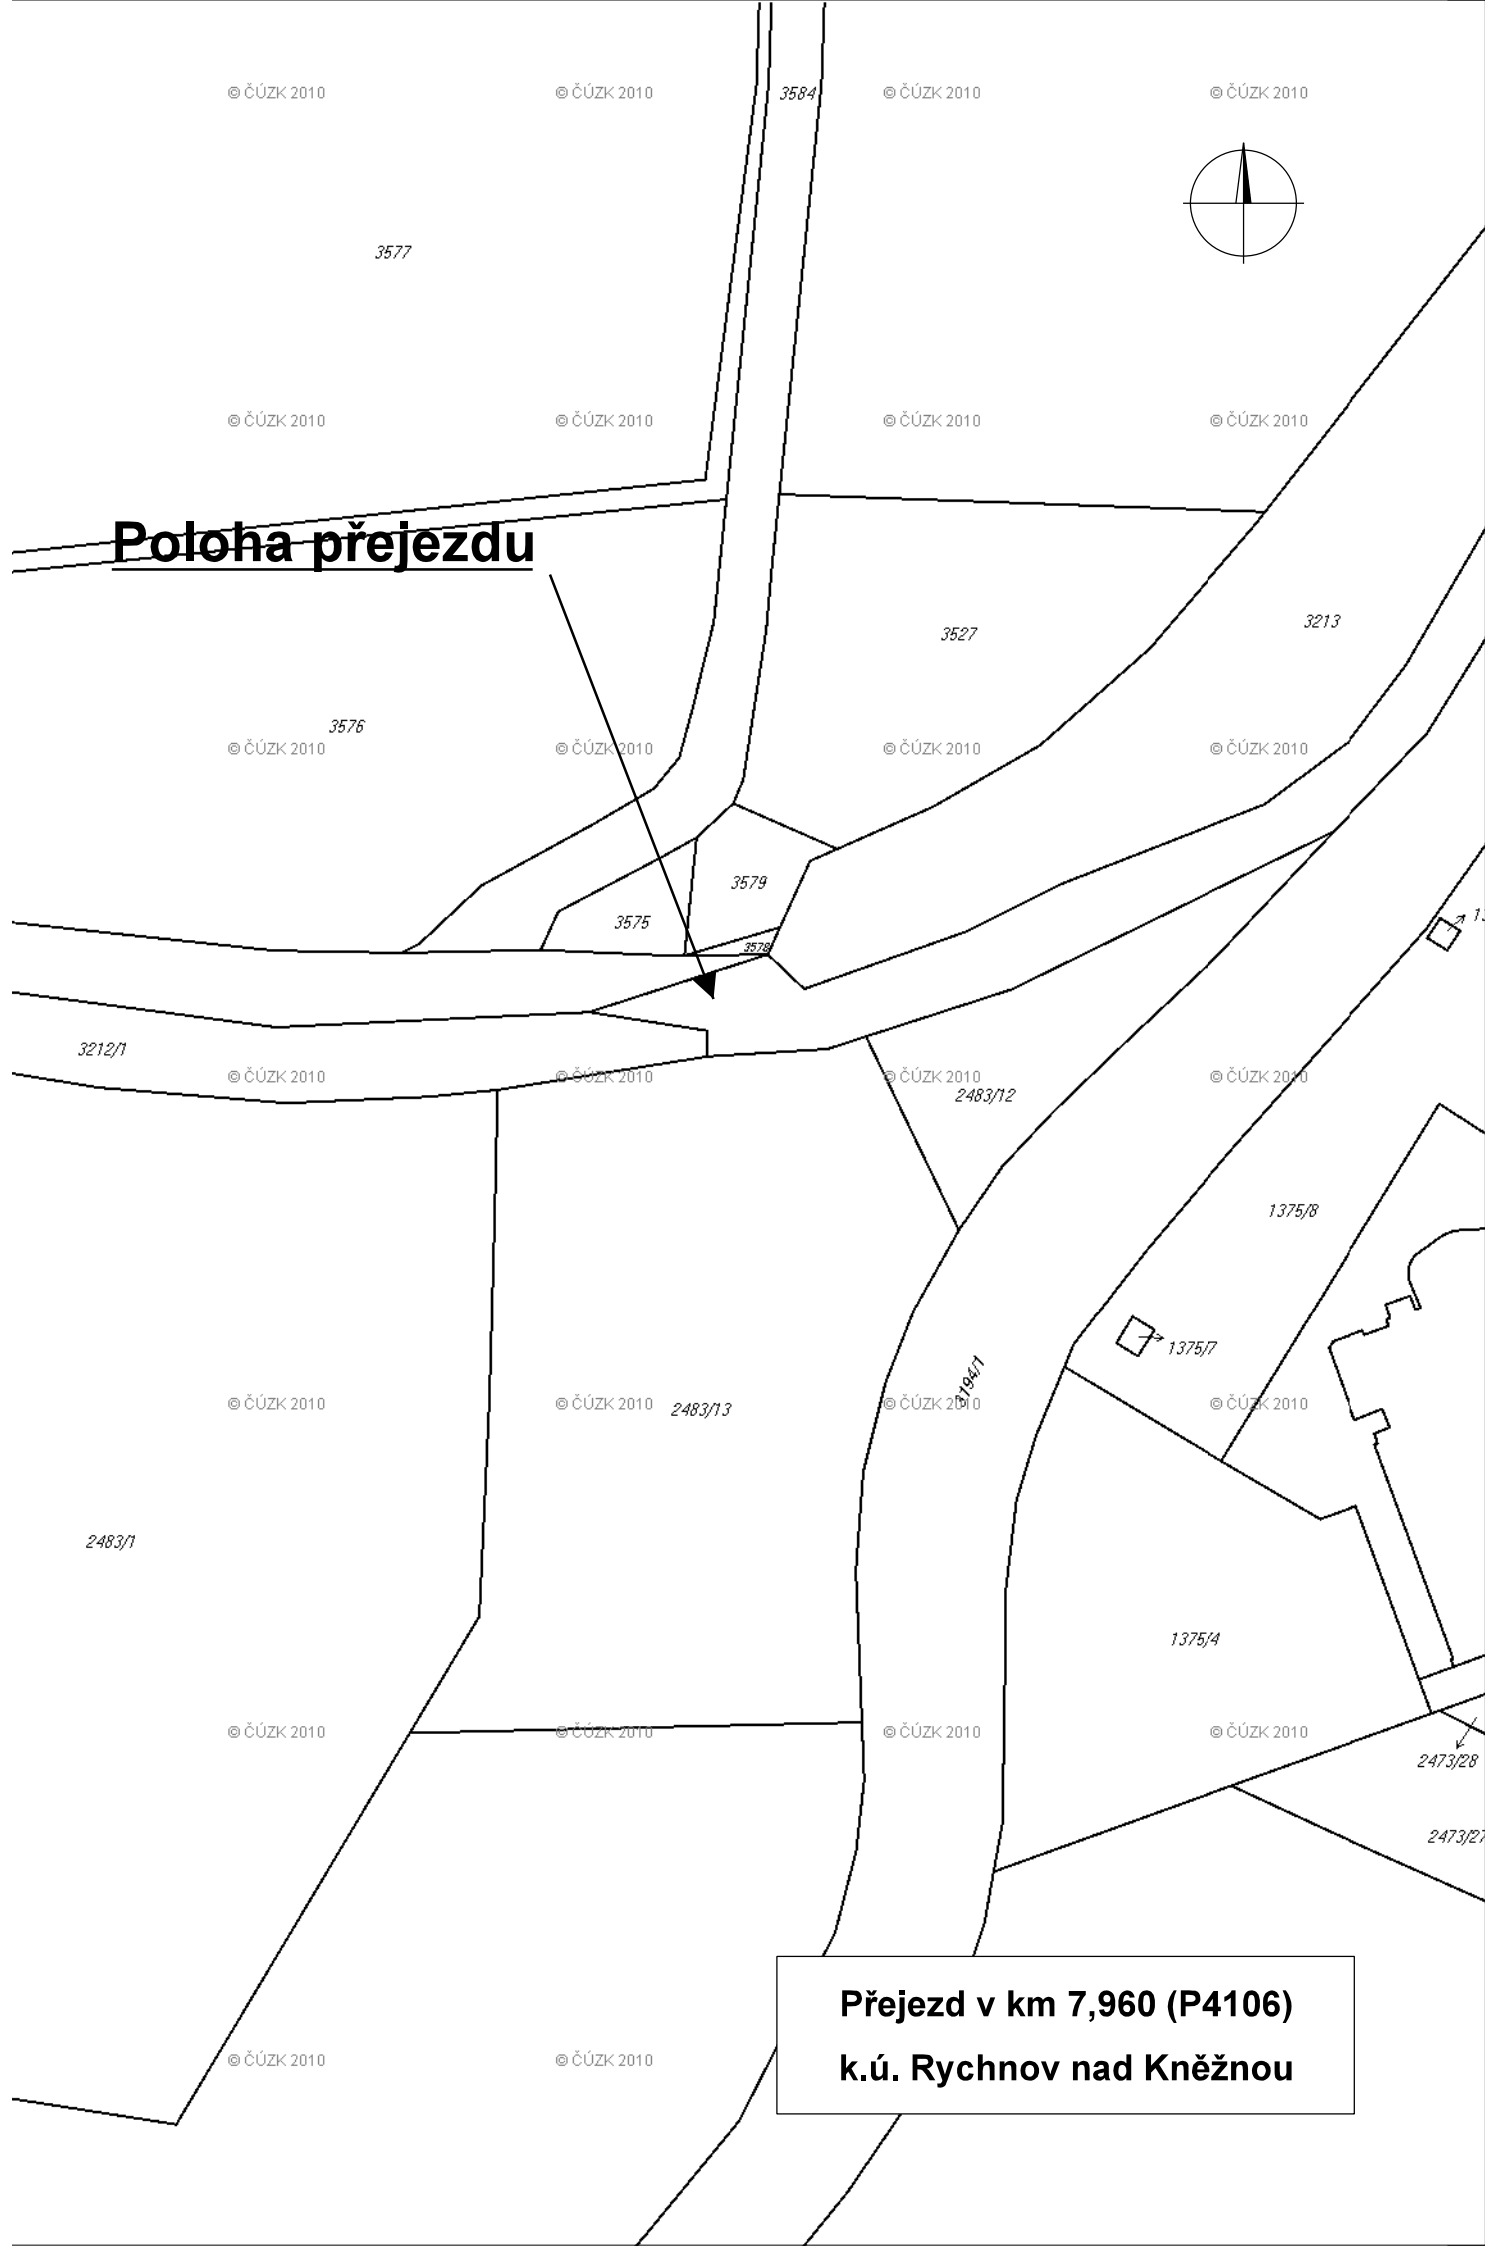 © ČÚZK 2010 © ČÚZK 2010 3584 © ČÚZK 2010 © ČÚZK 2010
3577
© ČÚZK 2010 © ČÚZK 2010 © ČÚZK 2010 © ČÚZK 2010
Poloha přejezdu
3527 3213
3576
© ČÚZK 2010 © ČÚZK 2010 © ČÚZK 2010 © ČÚZK 2010
3579
3575
3578
3212/1
© ČÚZK 2010 © ČÚZK 2010 © ČÚZK 2010 © ČÚZK 2010
2483/12
1375/8
1375/7
3194/1
© ČÚZK 2010 © ČÚZK 2010 2483/13 © ČÚZK 2010 © ČÚZK 2010
2483/1
1375/4
© ČÚZK 2010 © ČÚZK 2010 © ČÚZK 2010 © ČÚZK 2010
2473/28
2473/27
Přejezd v km 7,960 (P4106)
k.ú. Rychnov nad Kněžnou
© ČÚZK 2010 © ČÚZK 2010